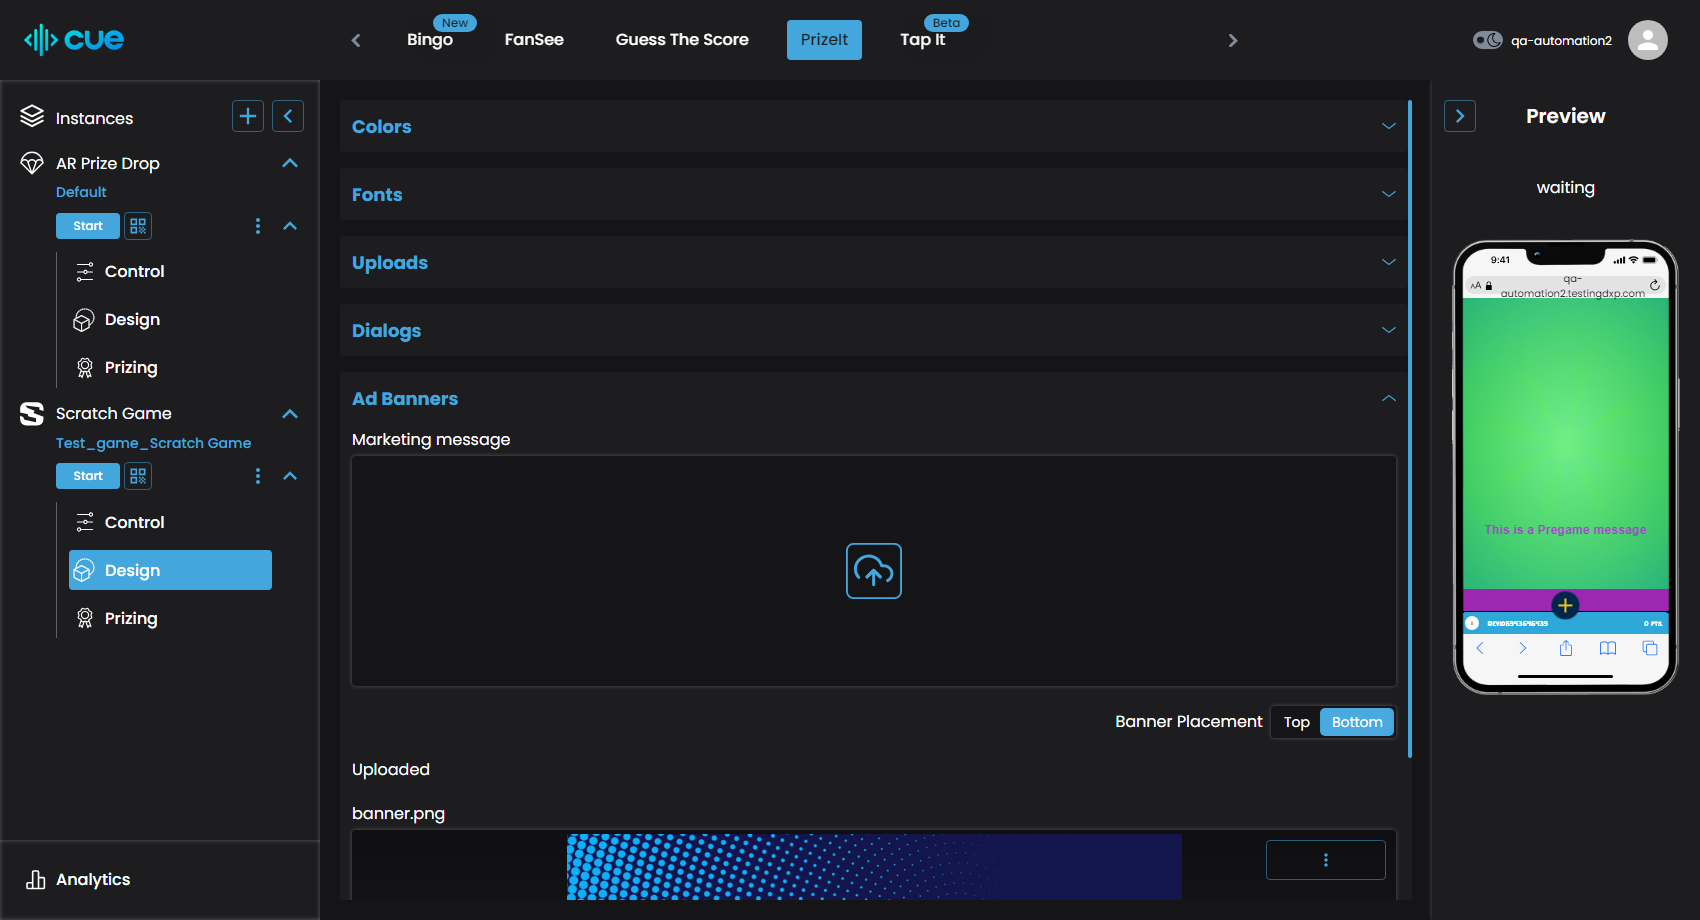 cue
Bingo
New
FanSee
Guess The Score
PrizeIt
Tap It
Beta
qa-automation2
Instances
AR Prize Drop
Default
Start
Control
Design
Prizing
Scratch Game
Test_game_Scratch Game
Start
Control
Design
Prizing
Analytics
Colors
Fonts
Uploads
Dialogs
Ad Banners
Marketing message
Banner Placement
Top
Bottom
Uploaded
banner.png
Preview
waiting
9:41
AA
qa-
automation2.testingdxp.com
This is a Pregame message
0 PTS.